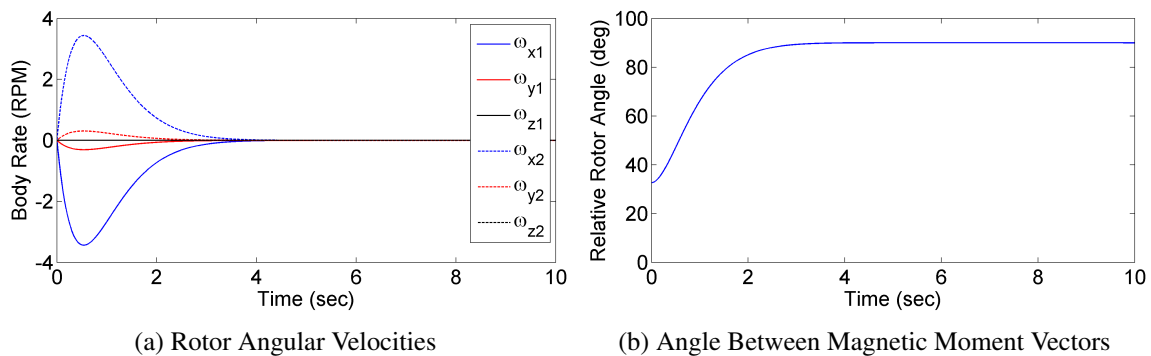 4
2
0
-2
-4
Body Rate (RPM)
0 2 4 6 8 10
Time (sec)
ωx1
ωy1
ωz1
ωx2
ωy2
ωz2
(a) Rotor Angular Velocities
100
80
60
40
20
0
Relative Rotor Angle (deg)
0 2 4 6 8 10
Time (sec)
(b) Angle Between Magnetic Moment Vectors